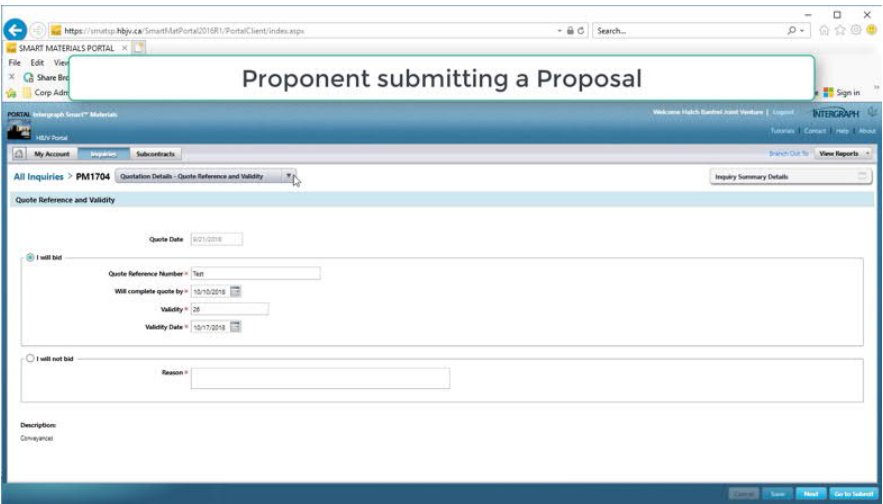 https://smatsp.hbjv.ca/SmartMatPortal2016R1/PortalClient/index.aspx
Search...
SMART MATERIALS PORTAL
File Edit View
Share Bro
Proponent submitting a Proposal
Corp Adm
Sign in
PORTAL Intergraph Smart™ Materials
Welcome Hatch Bantrel Joint Venture | Logout
INTERGRAPH
HBJV Portal
Tutorials | Contact | Help | About
My Account Inquiries Subcontracts
Branch Out To View Reports
All Inquiries > PM1704 Quotation Details - Quote Reference and Validity
Inquiry Summary Details
Quote Reference and Validity
Quote Date 9/21/2018
I will bid
Quote Reference Number * Test
Will complete quote by * 10/10/2018
Validity * 26
Validity Date * 10/17/2018
I will not bid
Reason *
Description:
Conveyances
Cancel Save Next Go to Submit